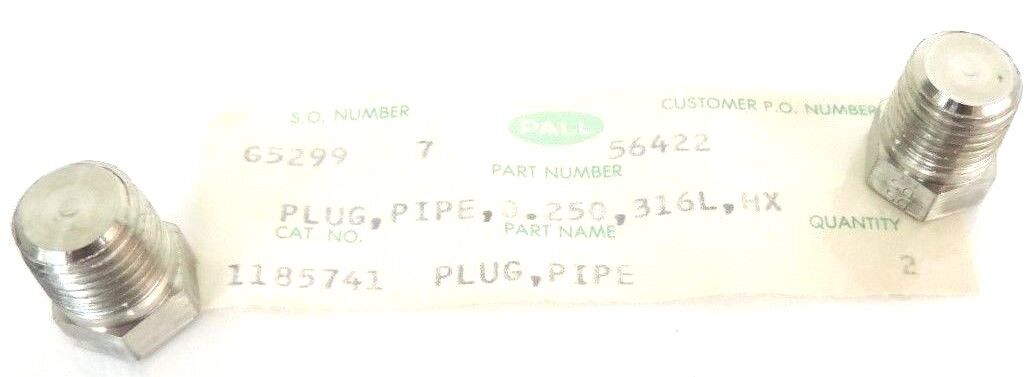 S.O. NUMBER PALL CUSTOMER P.O. NUMBER
G5299 7 56422
PART NUMBER
PLUG,PIPE,0.250,316L,HX
CAT NO. PART NAME QUANTITY
1185741 PLUG,PIPE 2